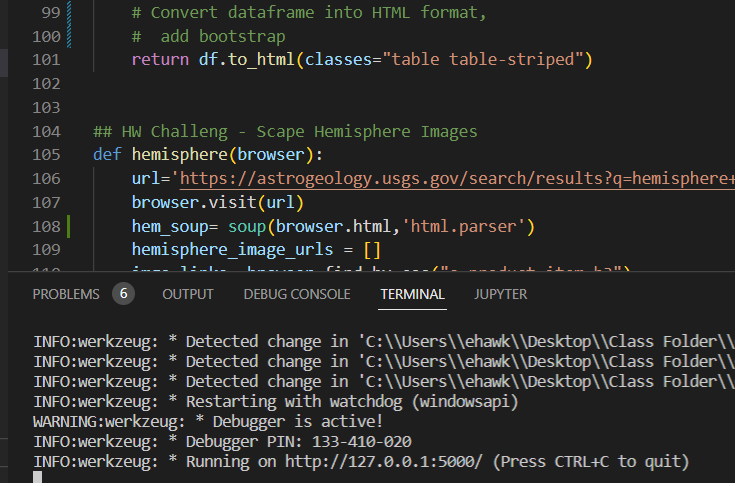 99 # Convert dataframe into HTML format,
100 #  add bootstrap
101 return df.to_html(classes="table table-striped")
102
103
104 ## HW Challeng - Scape Hemisphere Images
105 def hemisphere(browser):
106 url='https://astrogeology.usgs.gov/search/results?q=hemisphere+
107 browser.visit(url)
108 hem_soup= soup(browser.html,'html.parser')
109 hemisphere_image_urls = []
PROBLEMS 6 OUTPUT DEBUG CONSOLE TERMINAL JUPYTER
INFO:werkzeug: * Detected change in 'C:\\Users\\ehawk\\Desktop\\Class Folder\\
INFO:werkzeug: * Detected change in 'C:\\Users\\ehawk\\Desktop\\Class Folder\\
INFO:werkzeug: * Detected change in 'C:\\Users\\ehawk\\Desktop\\Class Folder\\
INFO:werkzeug: * Restarting with watchdog (windowsapi)
WARNING:werkzeug: * Debugger is active!
INFO:werkzeug: * Debugger PIN: 133-410-020
INFO:werkzeug: * Running on http://127.0.0.1:5000/ (Press CTRL+C to quit)